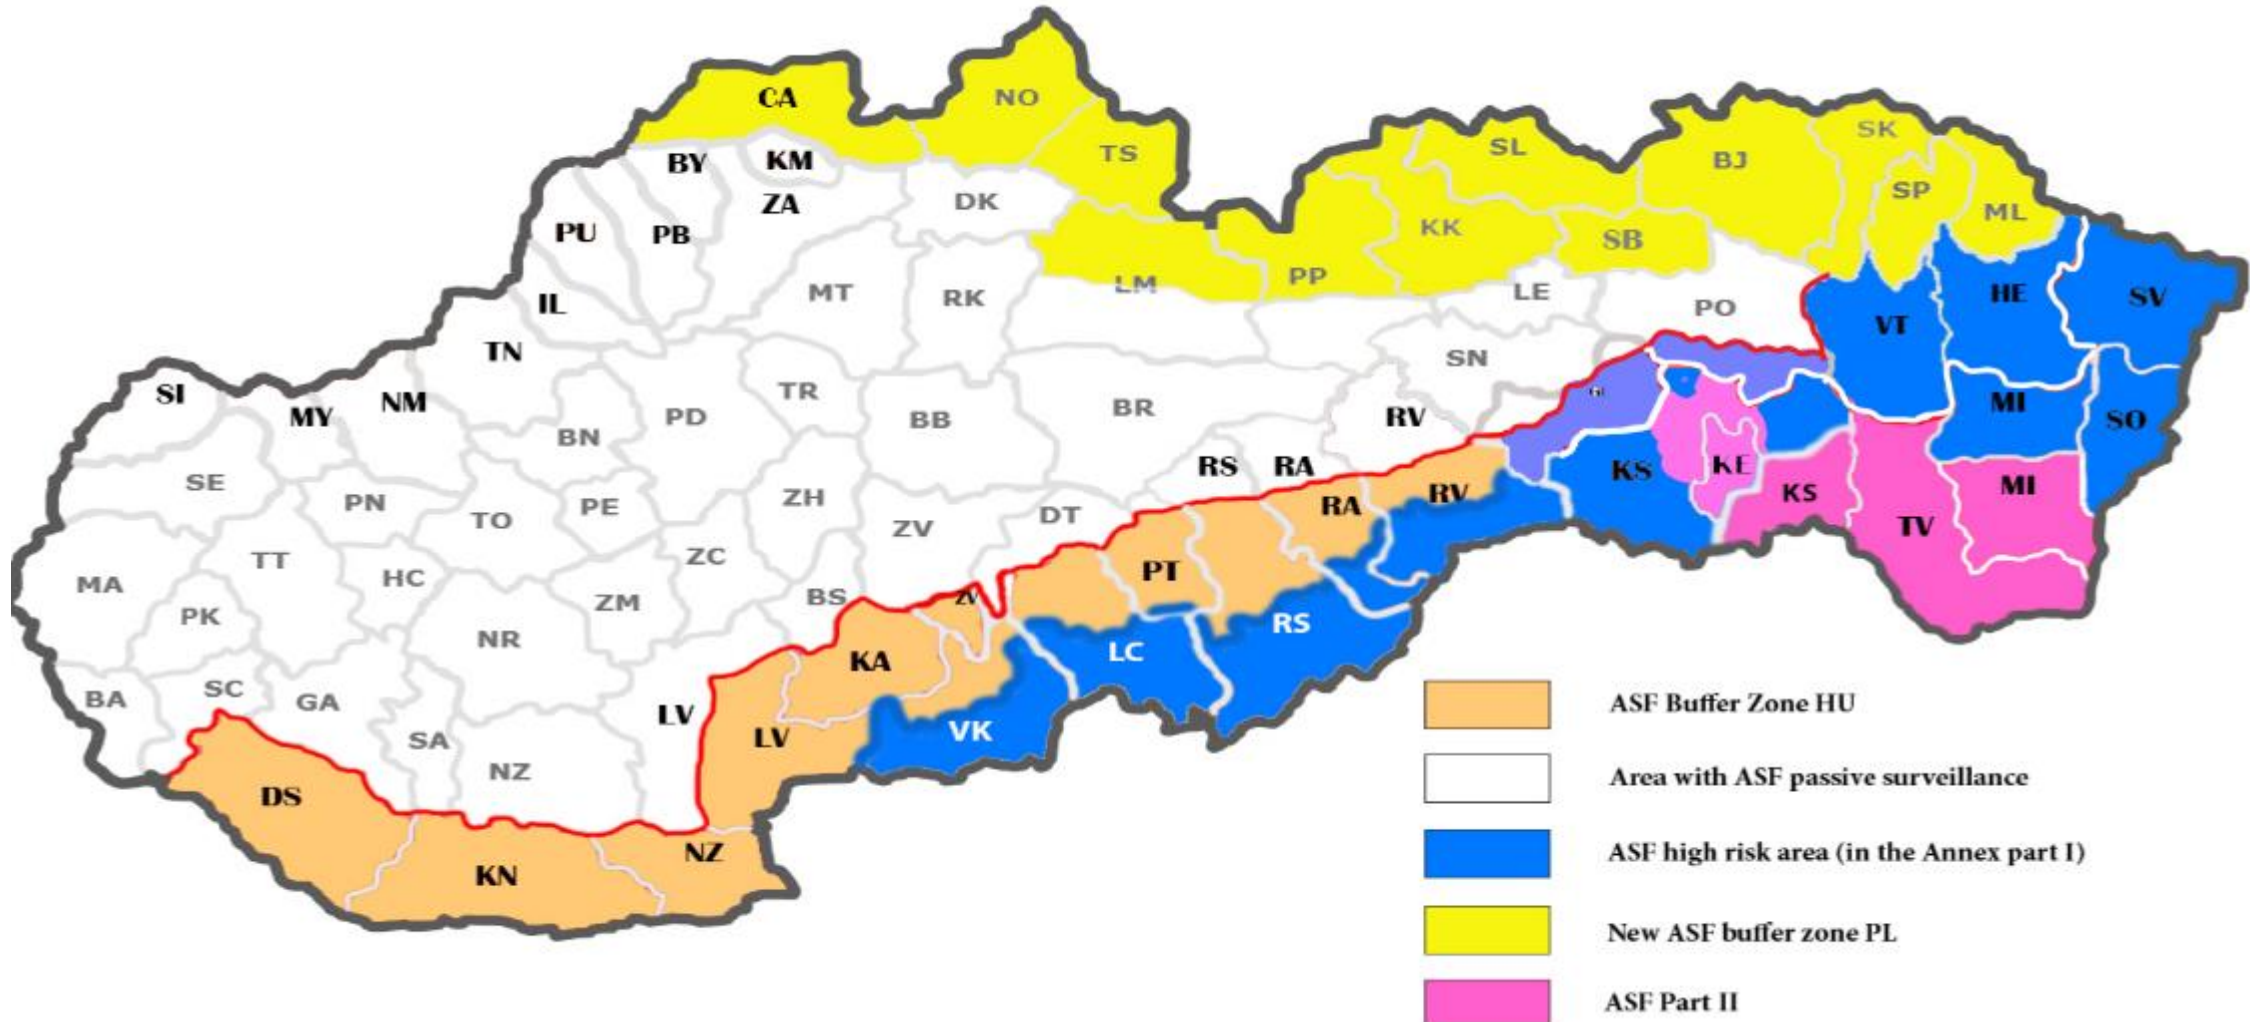 CA
NO
TS
SL
BJ
SK
SP
ML
BY
KM
ZA
DK
PU
PB
KK
SB
HE
SV
IL
MT
RK
LM
PP
LE
PO
VT
TN
SI
MY
NM
TR
PD
BN
BB
BR
SN
RV
MI
SO
SE
PN
TO
PE
ZH
ZV
DT
RS
RA
RA
RV
KS
KE
KS
MI
TV
MA
TT
PK
HC
ZC
ZM
BS
ZV
PT
NR
KA
LC
RS
BA
SC
GA
SA
NZ
LV
LV
VK
DS
KN
NZ
ASF Buffer Zone HU
Area with ASF passive surveillance
ASF high risk area (in the Annex part I)
New ASF buffer zone PL
ASF Part II